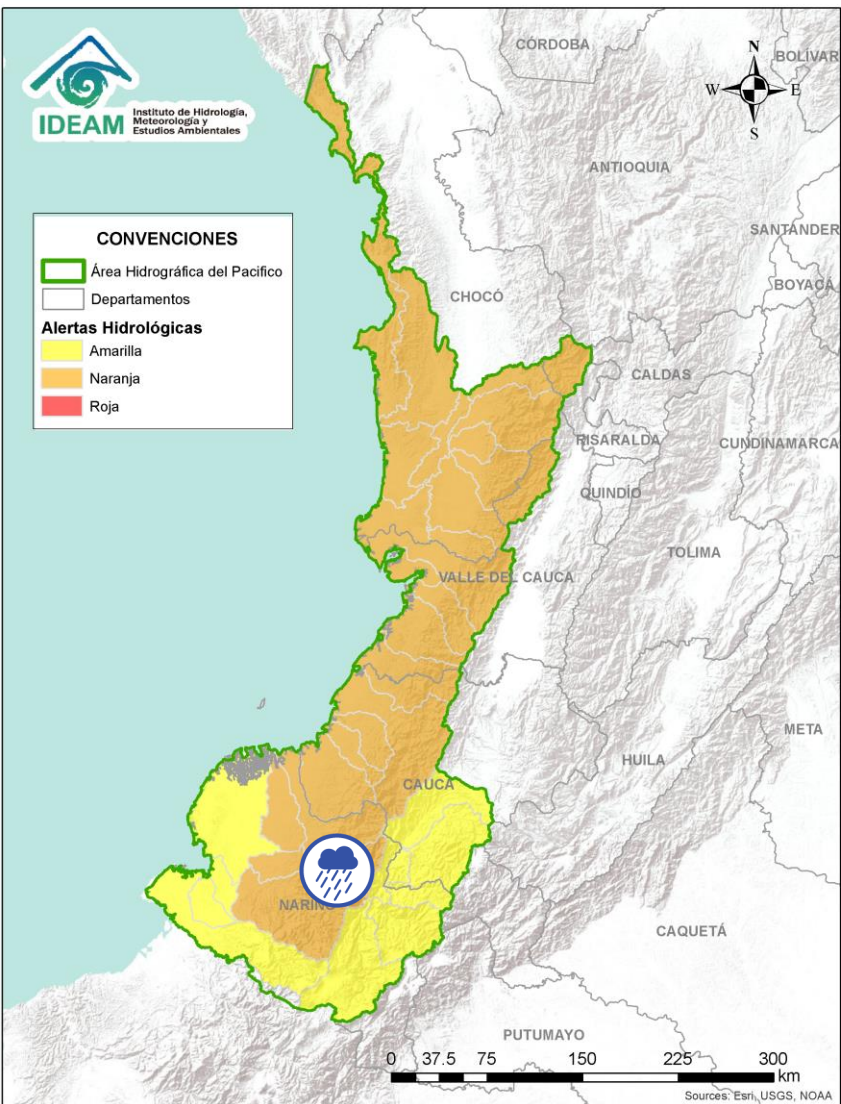 IDEAM
Instituto de Hidrología,
Meteorología y
Estudios Ambientales
CÓRDOBA
BOLÍVAR
N
W
E
S
ANTIOQUIA
SANTANDER
BOYACÁ
CONVENCIONES
Área Hidrográfica del Pacifico
Departamentos
Alertas Hidrológicas
Amarilla
Naranja
Roja
CHOCÓ
CALDAS
RISARALDA
CUNDINAMARCA
QUINDÍO
TOLIMA
VALLE DEL CAUCA
META
HUILA
CAUCA
NARIÑO
CAQUETÁ
PUTUMAYO
0 37.5 75 150 225 300
km
Sources: Esri, USGS, NOAA